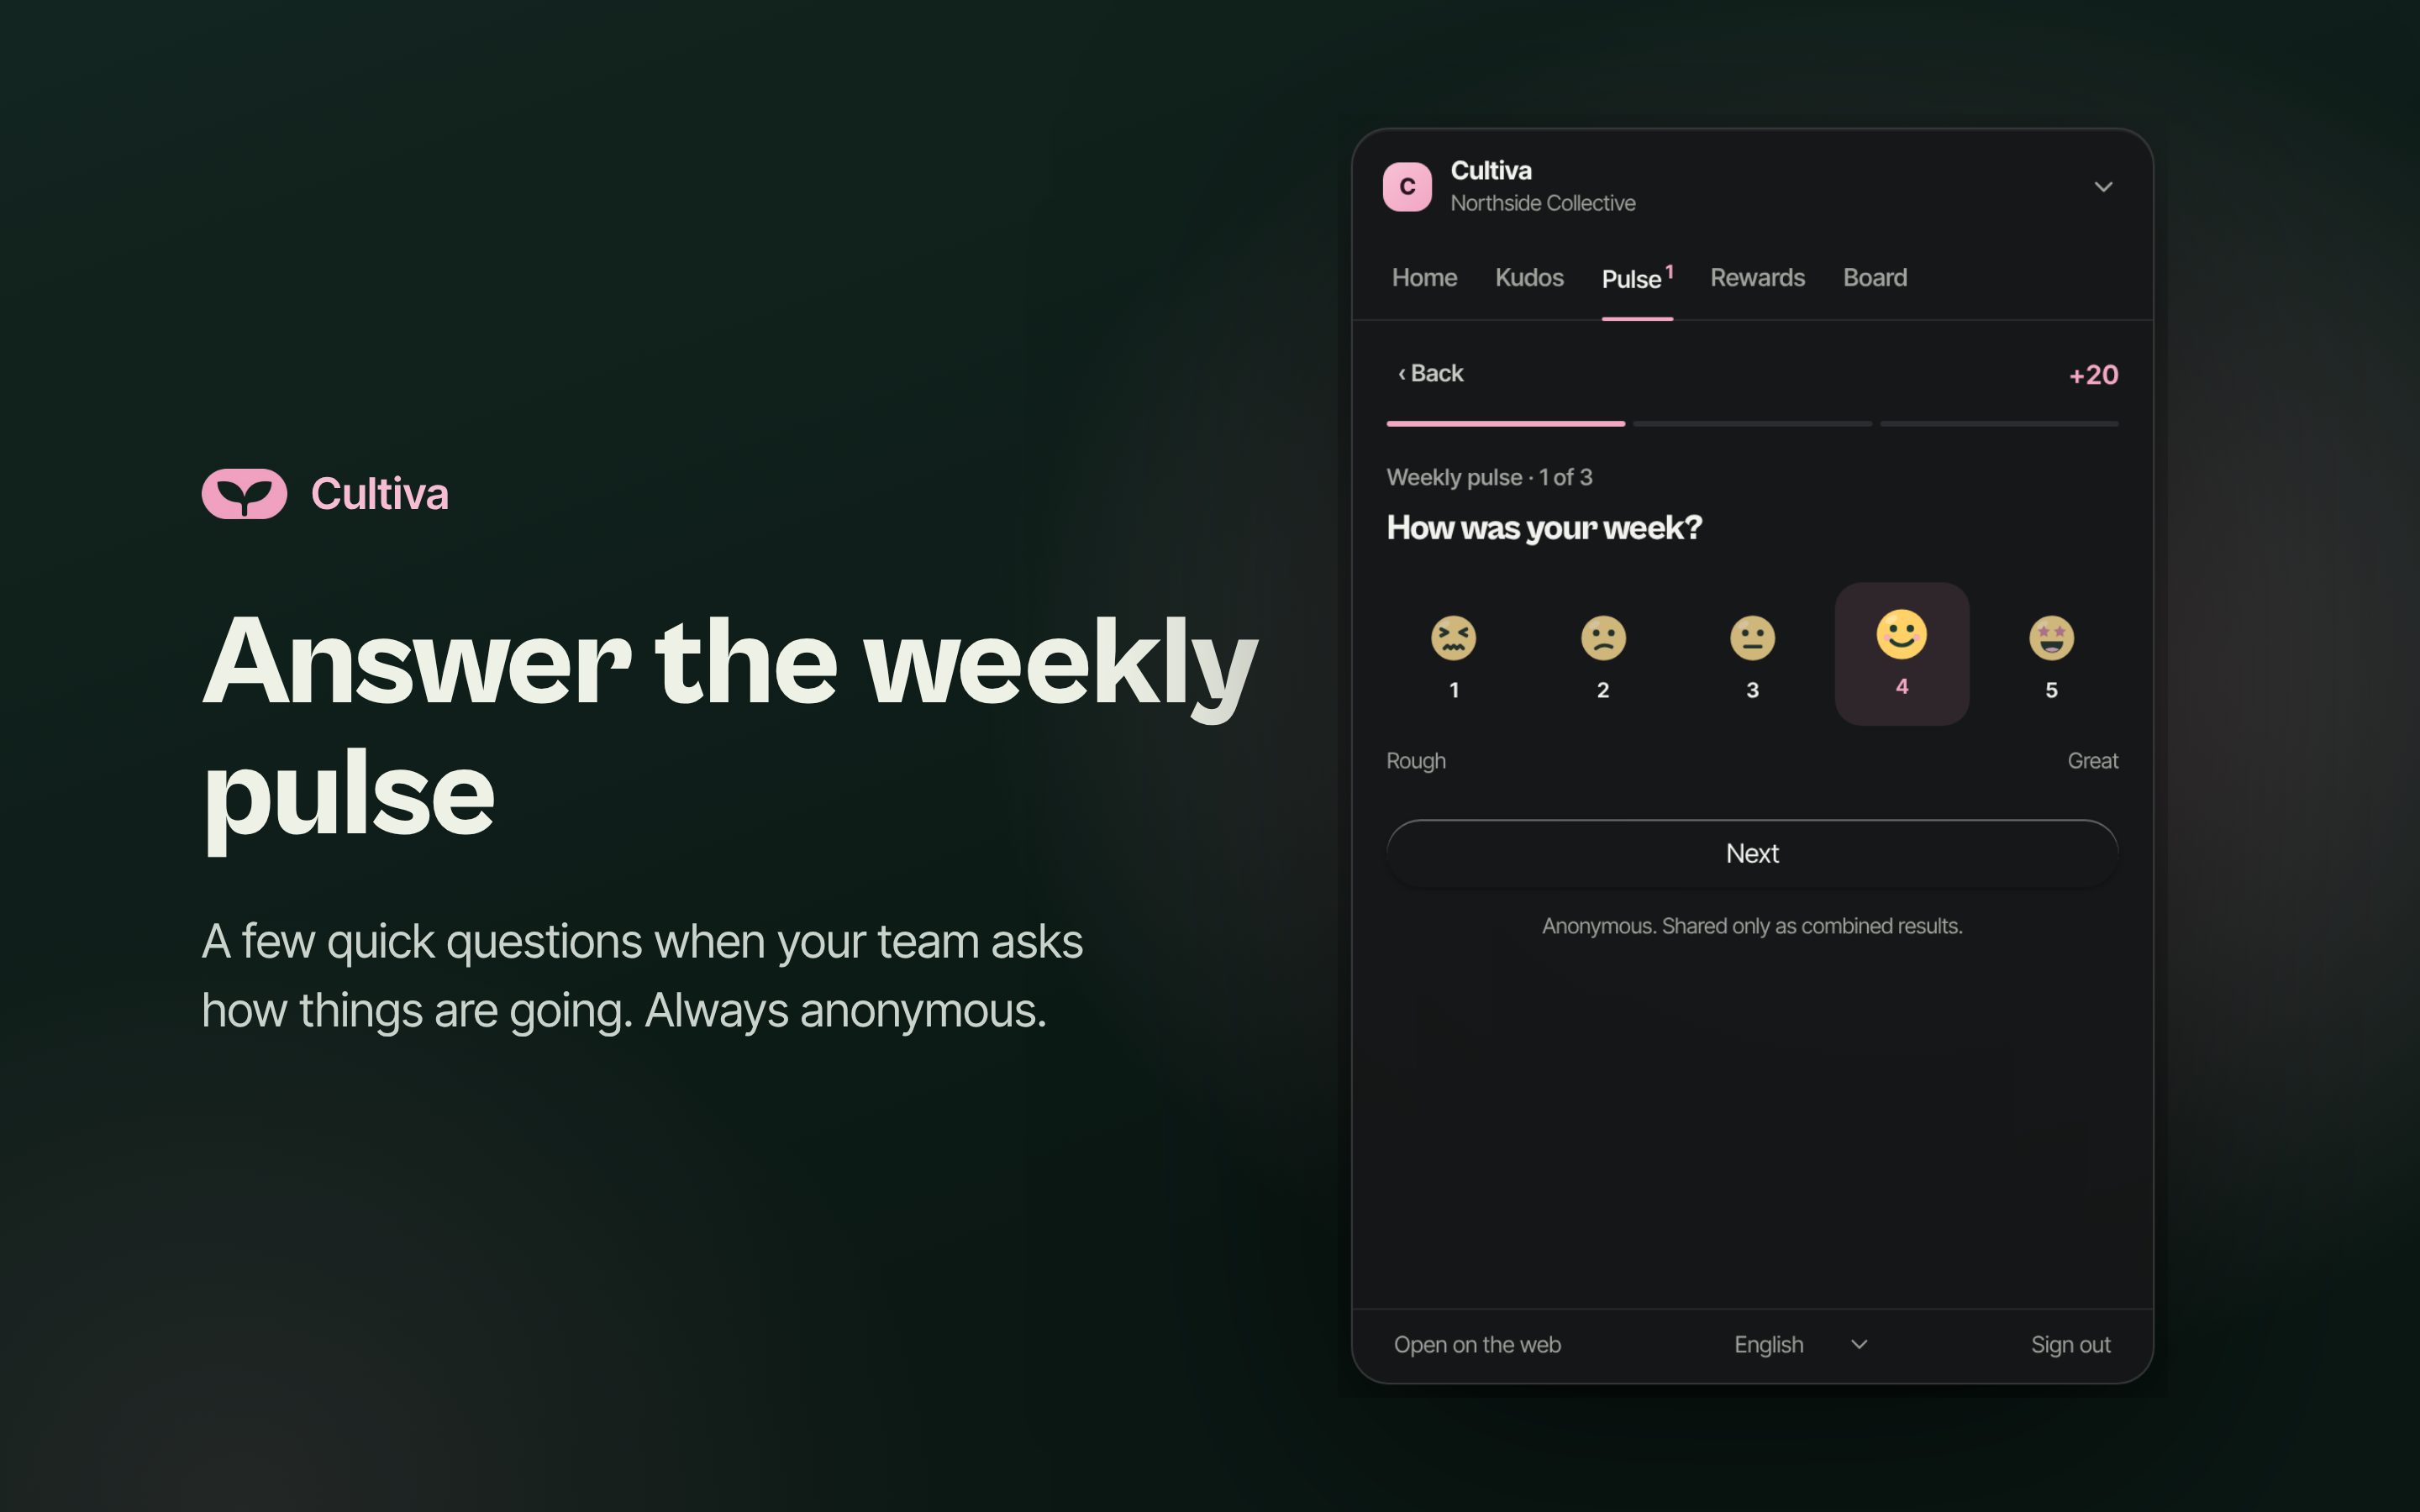 Cultiva
Answer the weekly
pulse
A few quick questions when your team asks
how things are going. Always anonymous.
C
Cultiva
Northside Collective
Home Kudos Pulse 1 Rewards Board
‹ Back +20
Weekly pulse · 1 of 3
How was your week?
1 2 3 4 5
Rough Great
Next
Anonymous. Shared only as combined results.
Open on the web English Sign out